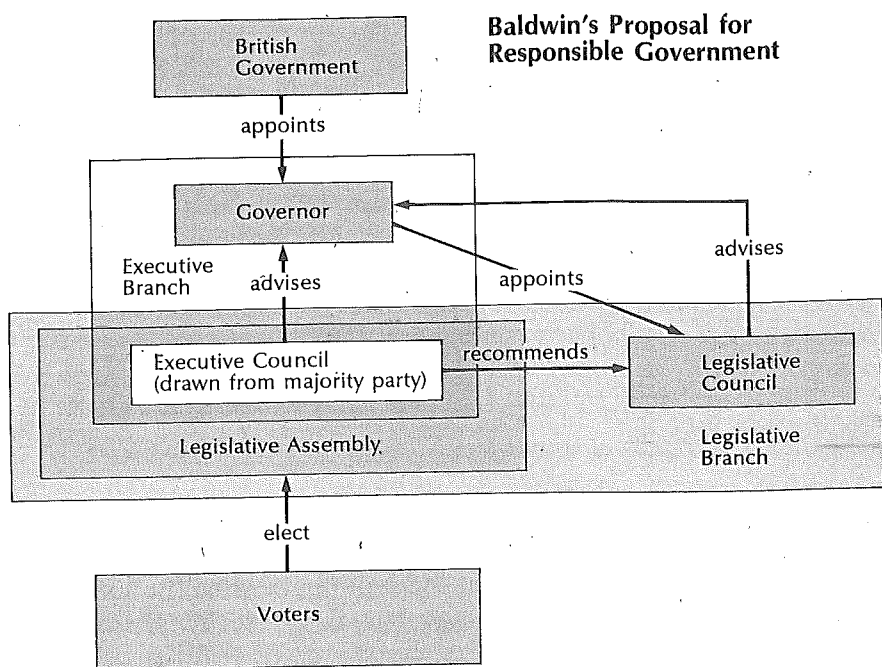 Baldwin's Proposal for
Responsible Government
British
Government
appoints
Governor
Executive
Branch
advises
appoints
advises
Executive Council
(drawn from majority party)
recommends
Legislative
Council
Legislative Assembly
Legislative
Branch
elect
Voters